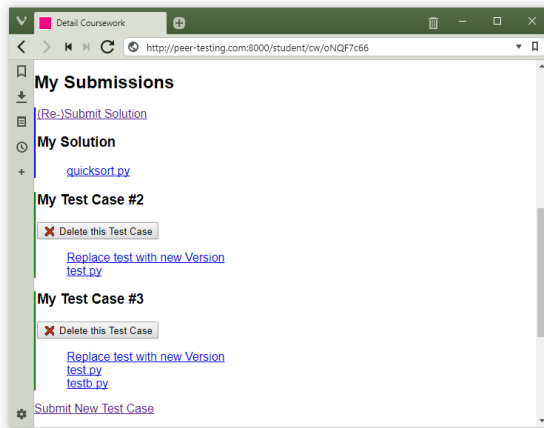 Detail Coursework
http://peer-testing.com:8000/student/cw/oNQF7c66
My Submissions
(Re-)Submit Solution
My Solution
quicksort.py
My Test Case #2
Delete this Test Case
Replace test with new Version
test.py
My Test Case #3
Delete this Test Case
Replace test with new Version
test.py
testb.py
Submit New Test Case